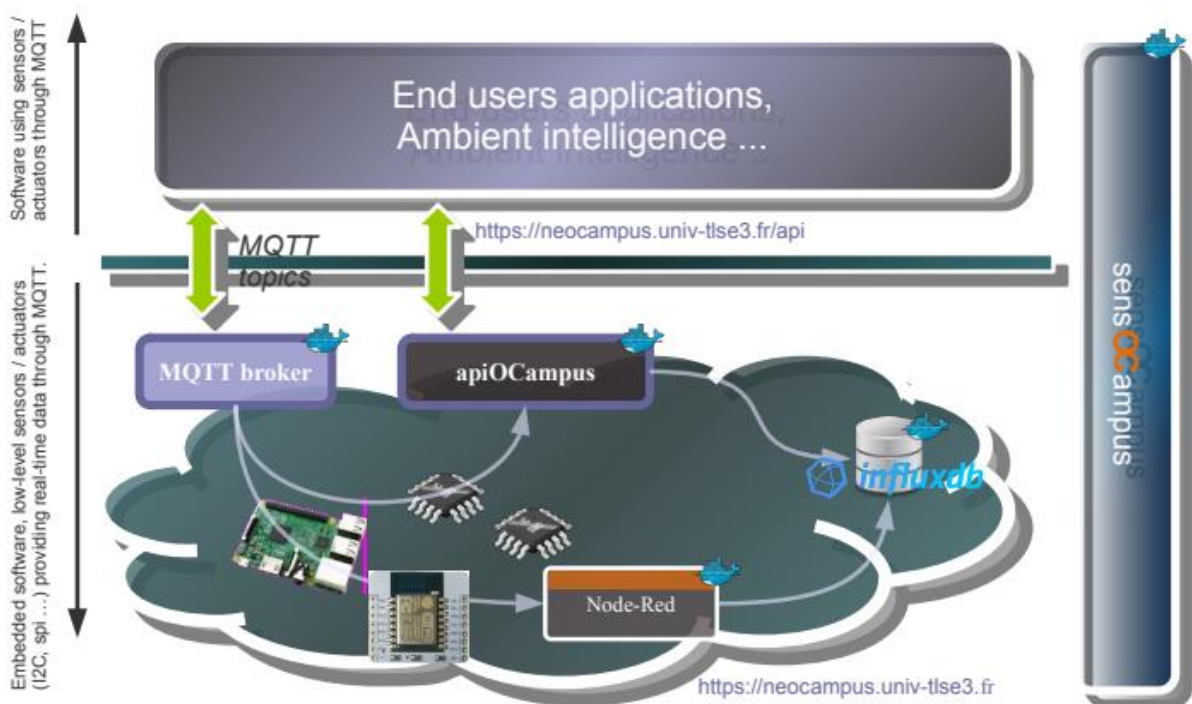 Software using sensors /
actuators through MQTT
End users applications,
Ambient intelligence ...
https://neocampus.univ-tlse3.fr/api
MQTT
topics
Embedded software, low-level sensors / actuators
(I2C, spi ...) providing real-time data through MQTT.
MQTT broker
apiOCampus
influxdb
Node-Red
https://neocampus.univ-tlse3.fr
sensOCampus